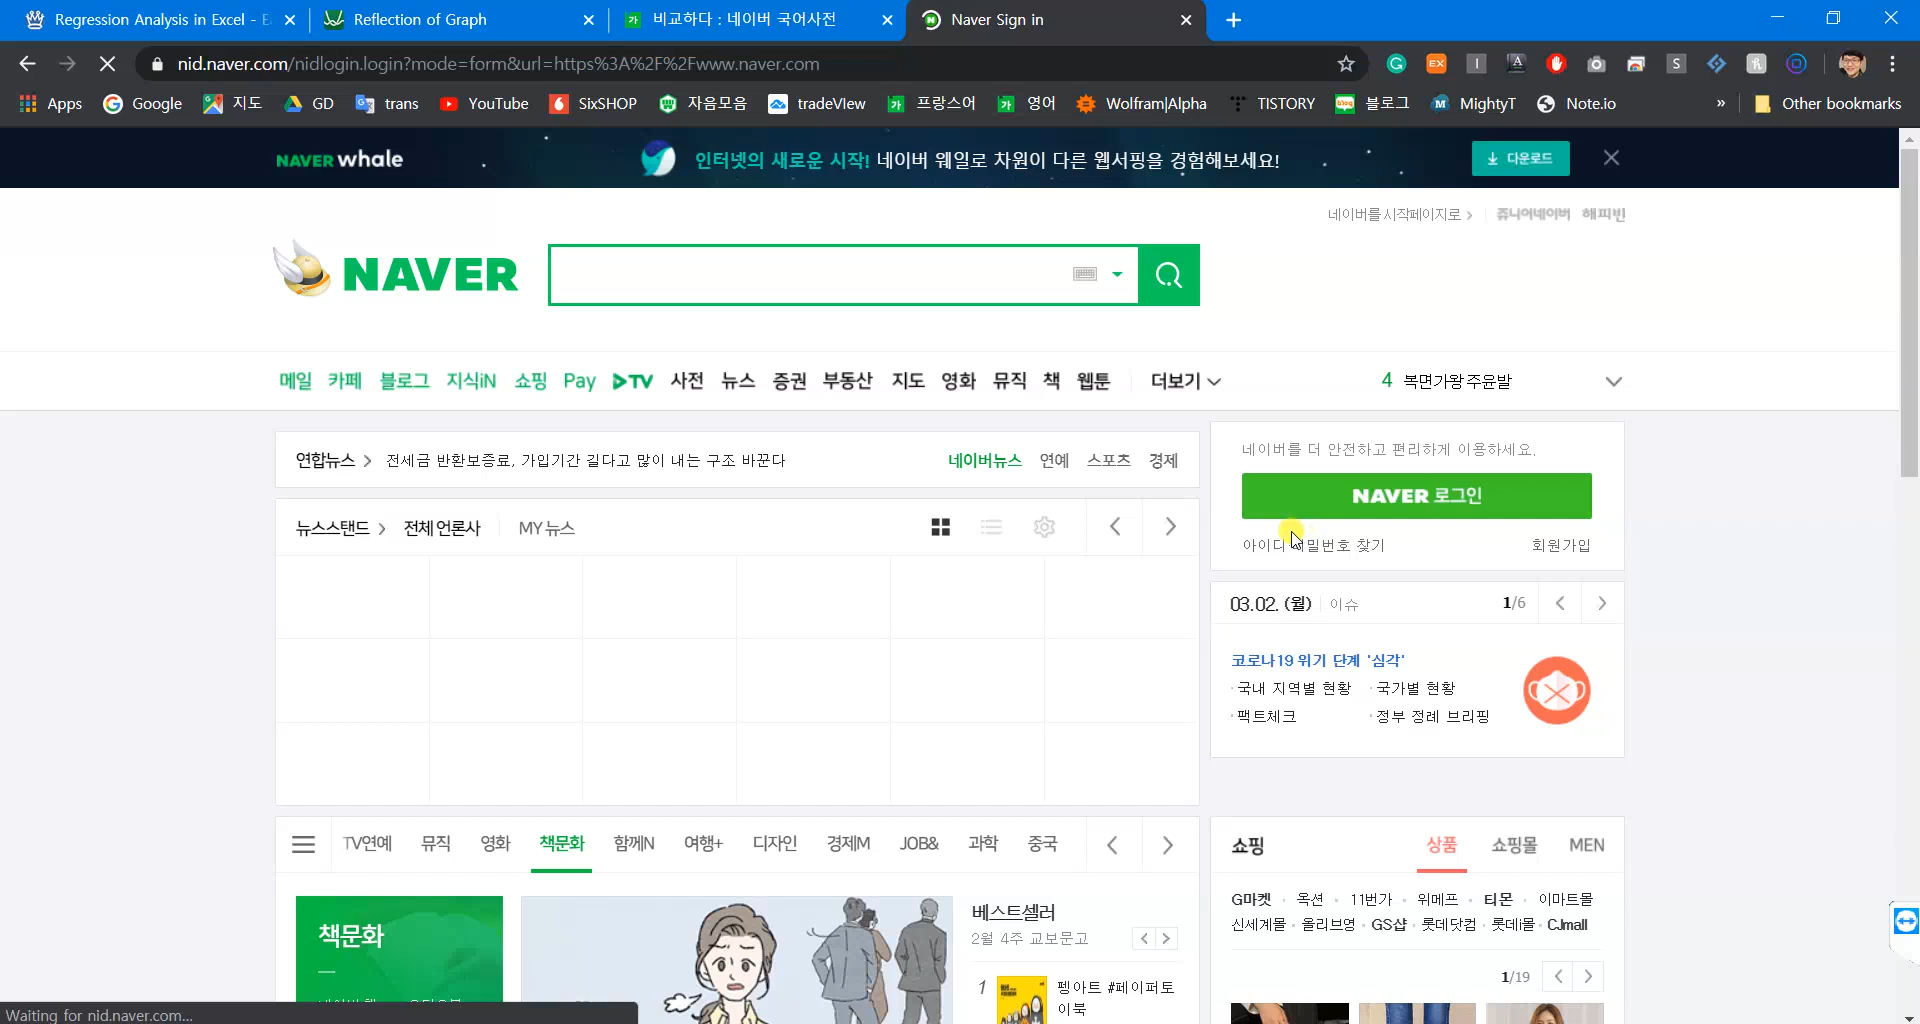 Regression Analysis in Excel - E
Reflection of Graph
비교하다 : 네이버 국어사전
Naver Sign in
nid.naver.com/nidlogin.login?mode=form&url=https%3A%2F%2Fwww.naver.com
Apps Google 지도 GD trans YouTube SixSHOP 자음모음 tradeVIew 프랑스어 영어 Wolfram|Alpha TISTORY 블로그 MightyT Note.io » Other bookmarks
NAVER whale 인터넷의 새로운 시작! 네이버 웨일로 차원이 다른 웹서핑을 경험해보세요! 다운로드
네이버를 시작페이지로 > 쥬니어네이버 해피빈
NAVER
메일 카페 블로그 지식iN 쇼핑 Pay TV 사전 뉴스 증권 부동산 지도 영화 뮤직 책 웹툰 더보기 4 복면가왕 주윤발
연합뉴스 > 전세금 반환보증료, 가입기간 길다고 많이 내는 구조 바꾼다 네이버뉴스 연예 스포츠 경제
네이버를 더 안전하고 편리하게 이용하세요.
NAVER 로그인
아이디 비밀번호 찾기 회원가입
뉴스스탠드 > 전체 언론사 MY 뉴스
03.02. (월) 이슈 1/6
코로나19 위기 단계 '심각'
·국내 지역별 현황 ·국가별 현황
·팩트체크 ·정부 정례 브리핑
TV연예 뮤직 영화 책문화 함께N 여행+ 디자인 경제M JOB& 과학 중국
쇼핑 상품 쇼핑몰 MEN
G마켓 · 옥션 · 11번가 · 위메프 · 티몬 · 이마트몰
신세계몰 · 올리브영 · GS샵 · 롯데닷컴 · 롯데i몰 · CJmall
1/19
책문화
베스트셀러
2월 4주 교보문고
1 펭아트 #페이퍼토
이북
Waiting for nid.naver.com...